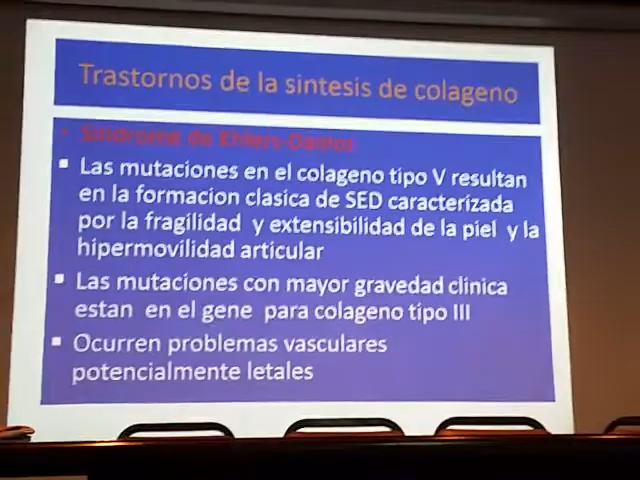 Trastornos de la sintesis de colageno
Sindrome de Ehlers-Danlos
▪ Las mutaciones en el colageno tipo V resultan
en la formacion clasica de SED caracterizada
por la fragilidad y extensibilidad de la piel y la
hipermovilidad articular
▪ Las mutaciones con mayor gravedad clinica
estan en el gene para colageno tipo III
▪ Ocurren problemas vasculares
potencialmente letales